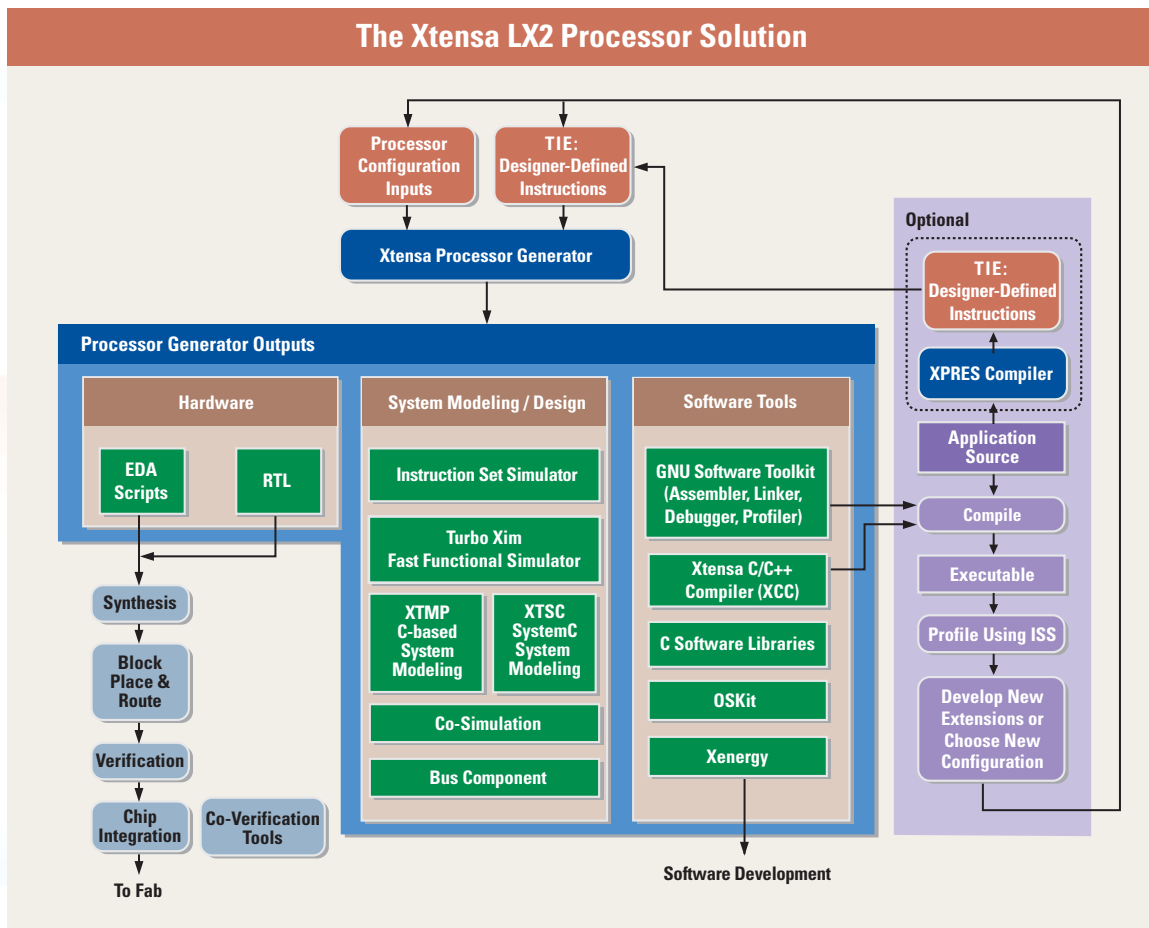 The Xtensa LX2 Processor Solution
Processor
Configuration
Inputs
TIE:
Designer-Defined
Instructions
Xtensa Processor Generator
Processor Generator Outputs
Hardware
EDA
Scripts
RTL
System Modeling / Design
Instruction Set Simulator
Turbo Xim
Fast Functional Simulator
XTMP
C-based
System
Modeling
XTSC
SystemC
System
Modeling
Co-Simulation
Bus Component
Software Tools
GNU Software Toolkit
(Assembler, Linker,
Debugger, Profiler)
Xtensa C/C++
Compiler (XCC)
C Software Libraries
OSKit
Xenergy
Software Development
Synthesis
Block
Place &
Route
Verification
Chip
Integration
Co-Verification
Tools
To Fab
Optional
TIE:
Designer-Defined
Instructions
XPRES Compiler
Application
Source
Compile
Executable
Profile Using ISS
Develop New
Extensions or
Choose New
Configuration